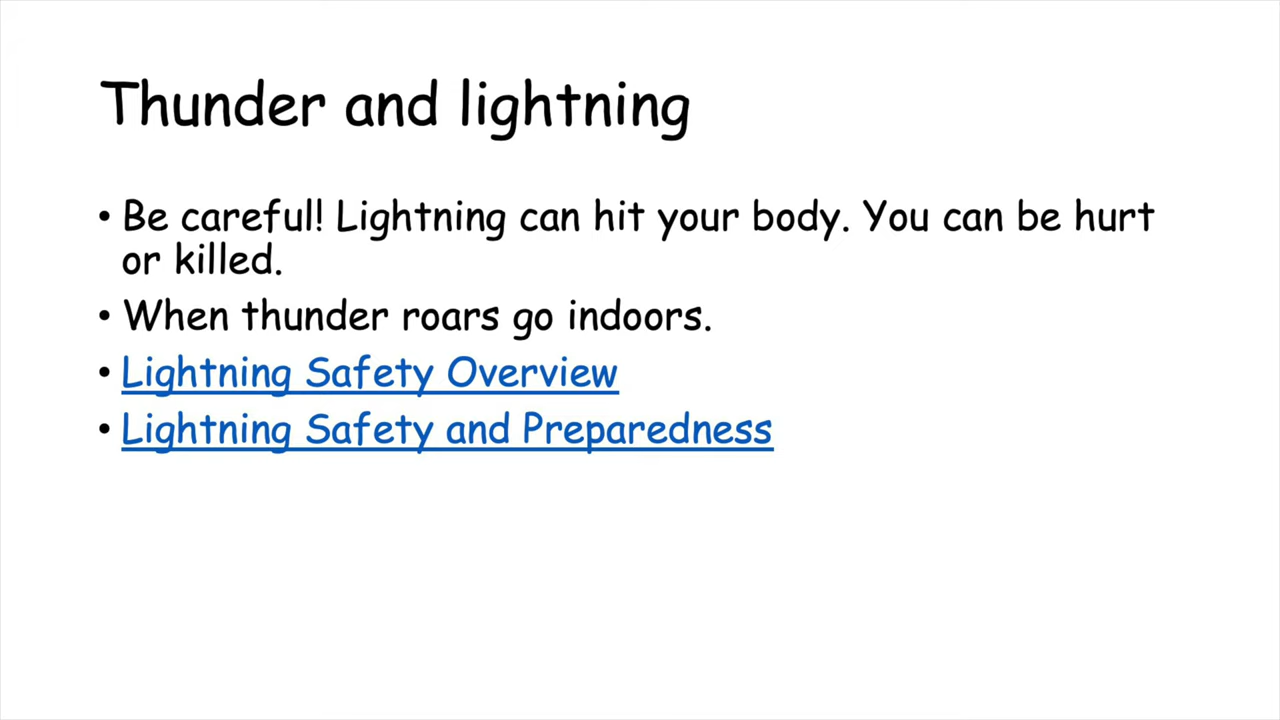 Thunder and lightning
• Be careful! Lightning can hit your body. You can be hurt
or killed.
• When thunder roars go indoors.
• Lightning Safety Overview
• Lightning Safety and Preparedness